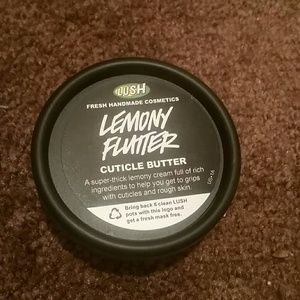 LUSH
FRESH HANDMADE COSMETICS
LEMONY
FLUTTER
CUTICLE BUTTER
A super-thick lemony cream full of rich
ingredients to help you get to grips
with cuticles and rough skin.
Bring back 5 clean LUSH
pots with this logo and
get a fresh mask free.